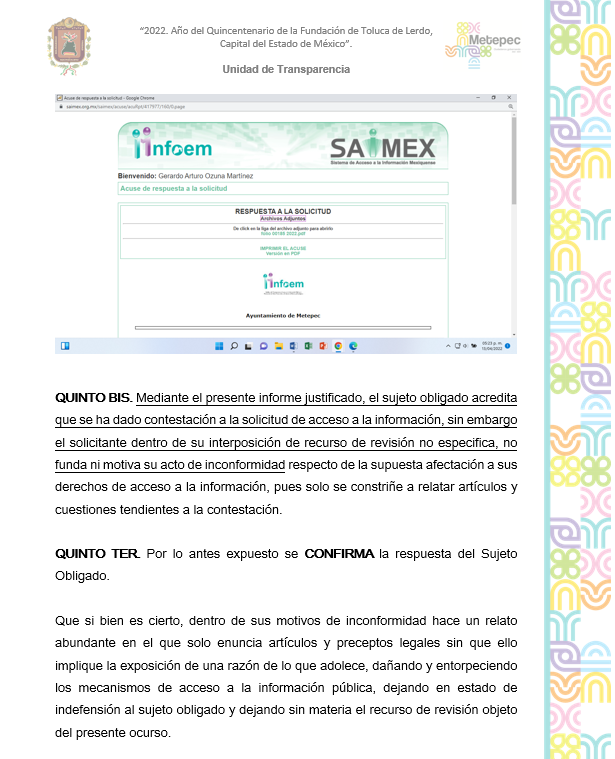 “2022. Año del Quincentenario de la Fundación de Toluca de Lerdo,
Capital del Estado de México”.
Metepec
Unidad de Transparencia
Acuse de respuesta a la solicitud - Google Chrome
infoem
SAIMEX
Sistema de Acceso a la Información Mexiquense
Bienvenido: Gerardo Arturo Ozuna Martínez
Acuse de respuesta a la solicitud
RESPUESTA A LA SOLICITUD
Archivos Adjuntos
De click en la liga del archivo adjunto para abrirlo
IMPRIMIR EL ACUSE
Versión en PDF
infoem
Ayuntamiento de Metepec
QUINTO BIS. Mediante el presente informe justificado, el sujeto obligado acredita
que se ha dado contestación a la solicitud de acceso a la información, sin embargo
el solicitante dentro de su interposición de recurso de revisión no especifica, no
funda ni motiva su acto de inconformidad respecto de la supuesta afectación a sus
derechos de acceso a la información, pues solo se constriñe a relatar artículos y
cuestiones tendientes a la contestación.
QUINTO TER. Por lo antes expuesto se CONFIRMA la respuesta del Sujeto
Obligado.
Que si bien es cierto, dentro de sus motivos de inconformidad hace un relato
abundante en el que solo enuncia artículos y preceptos legales sin que ello
implique la exposición de una razón de lo que adolece, dañando y entorpeciendo
los mecanismos de acceso a la información pública, dejando en estado de
indefensión al sujeto obligado y dejando sin materia el recurso de revisión objeto
del presente ocurso.